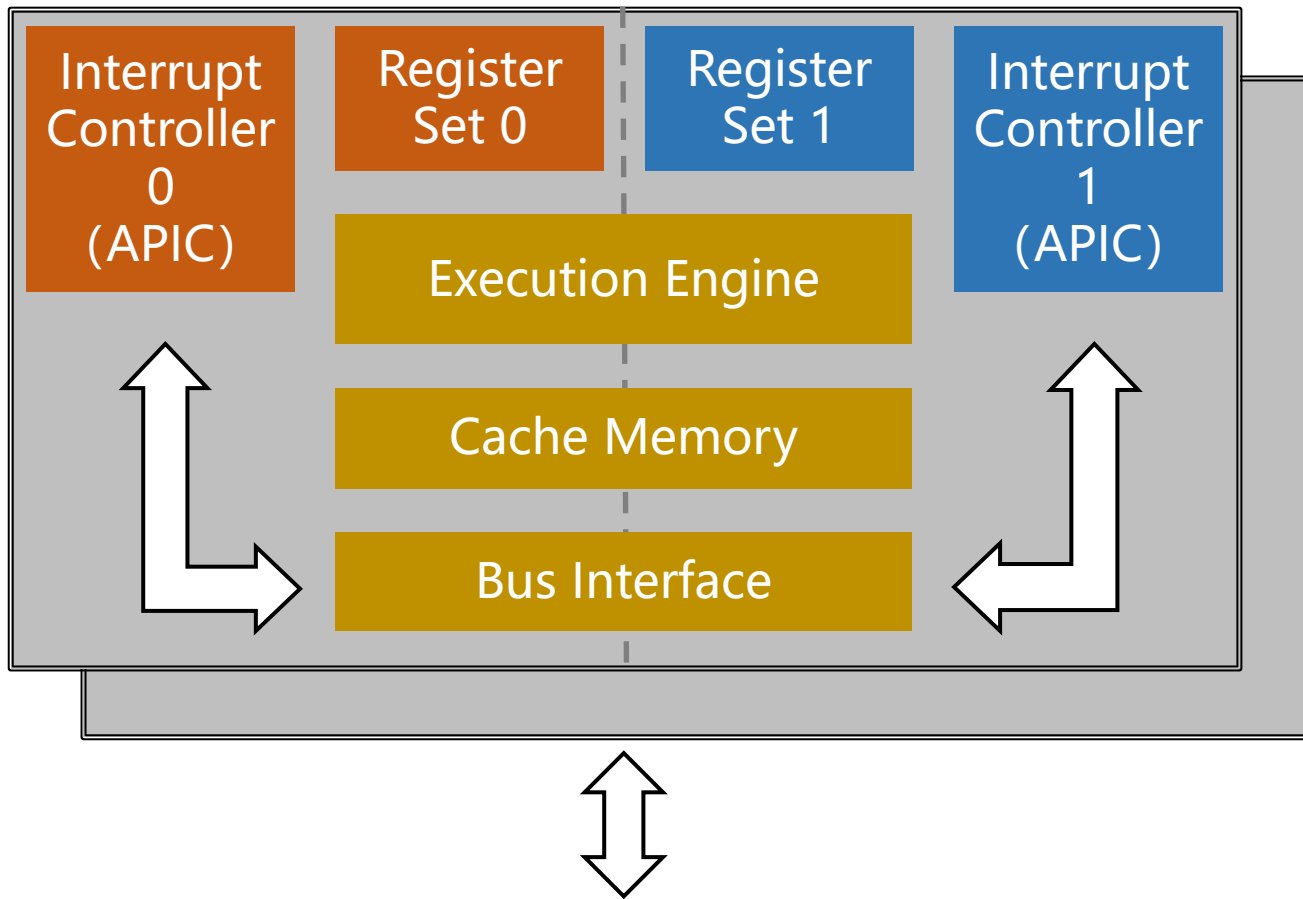 Interrupt
Controller
0
(APIC)
Register
Set 0
Register
Set 1
Interrupt
Controller
1
(APIC)
Execution Engine
Cache Memory
Bus Interface